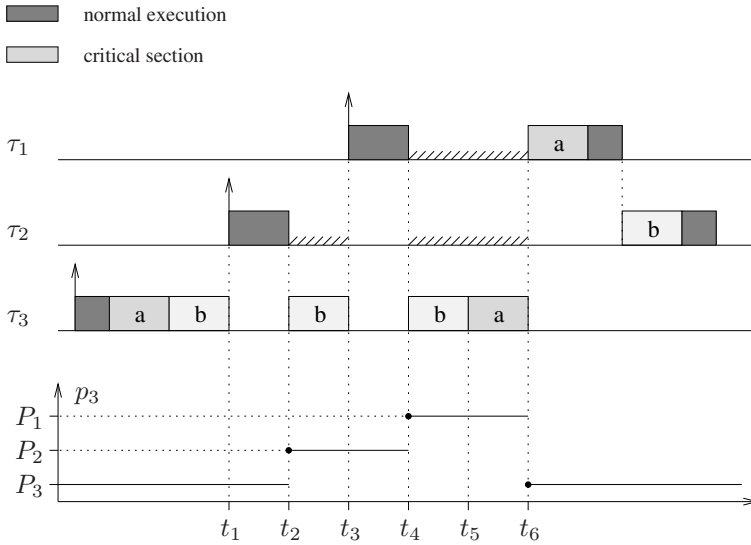 normal execution
critical section
τ1 a
τ2 b
τ3 a b b b a
p3
P1
P2
P3
t1 t2 t3 t4 t5 t6